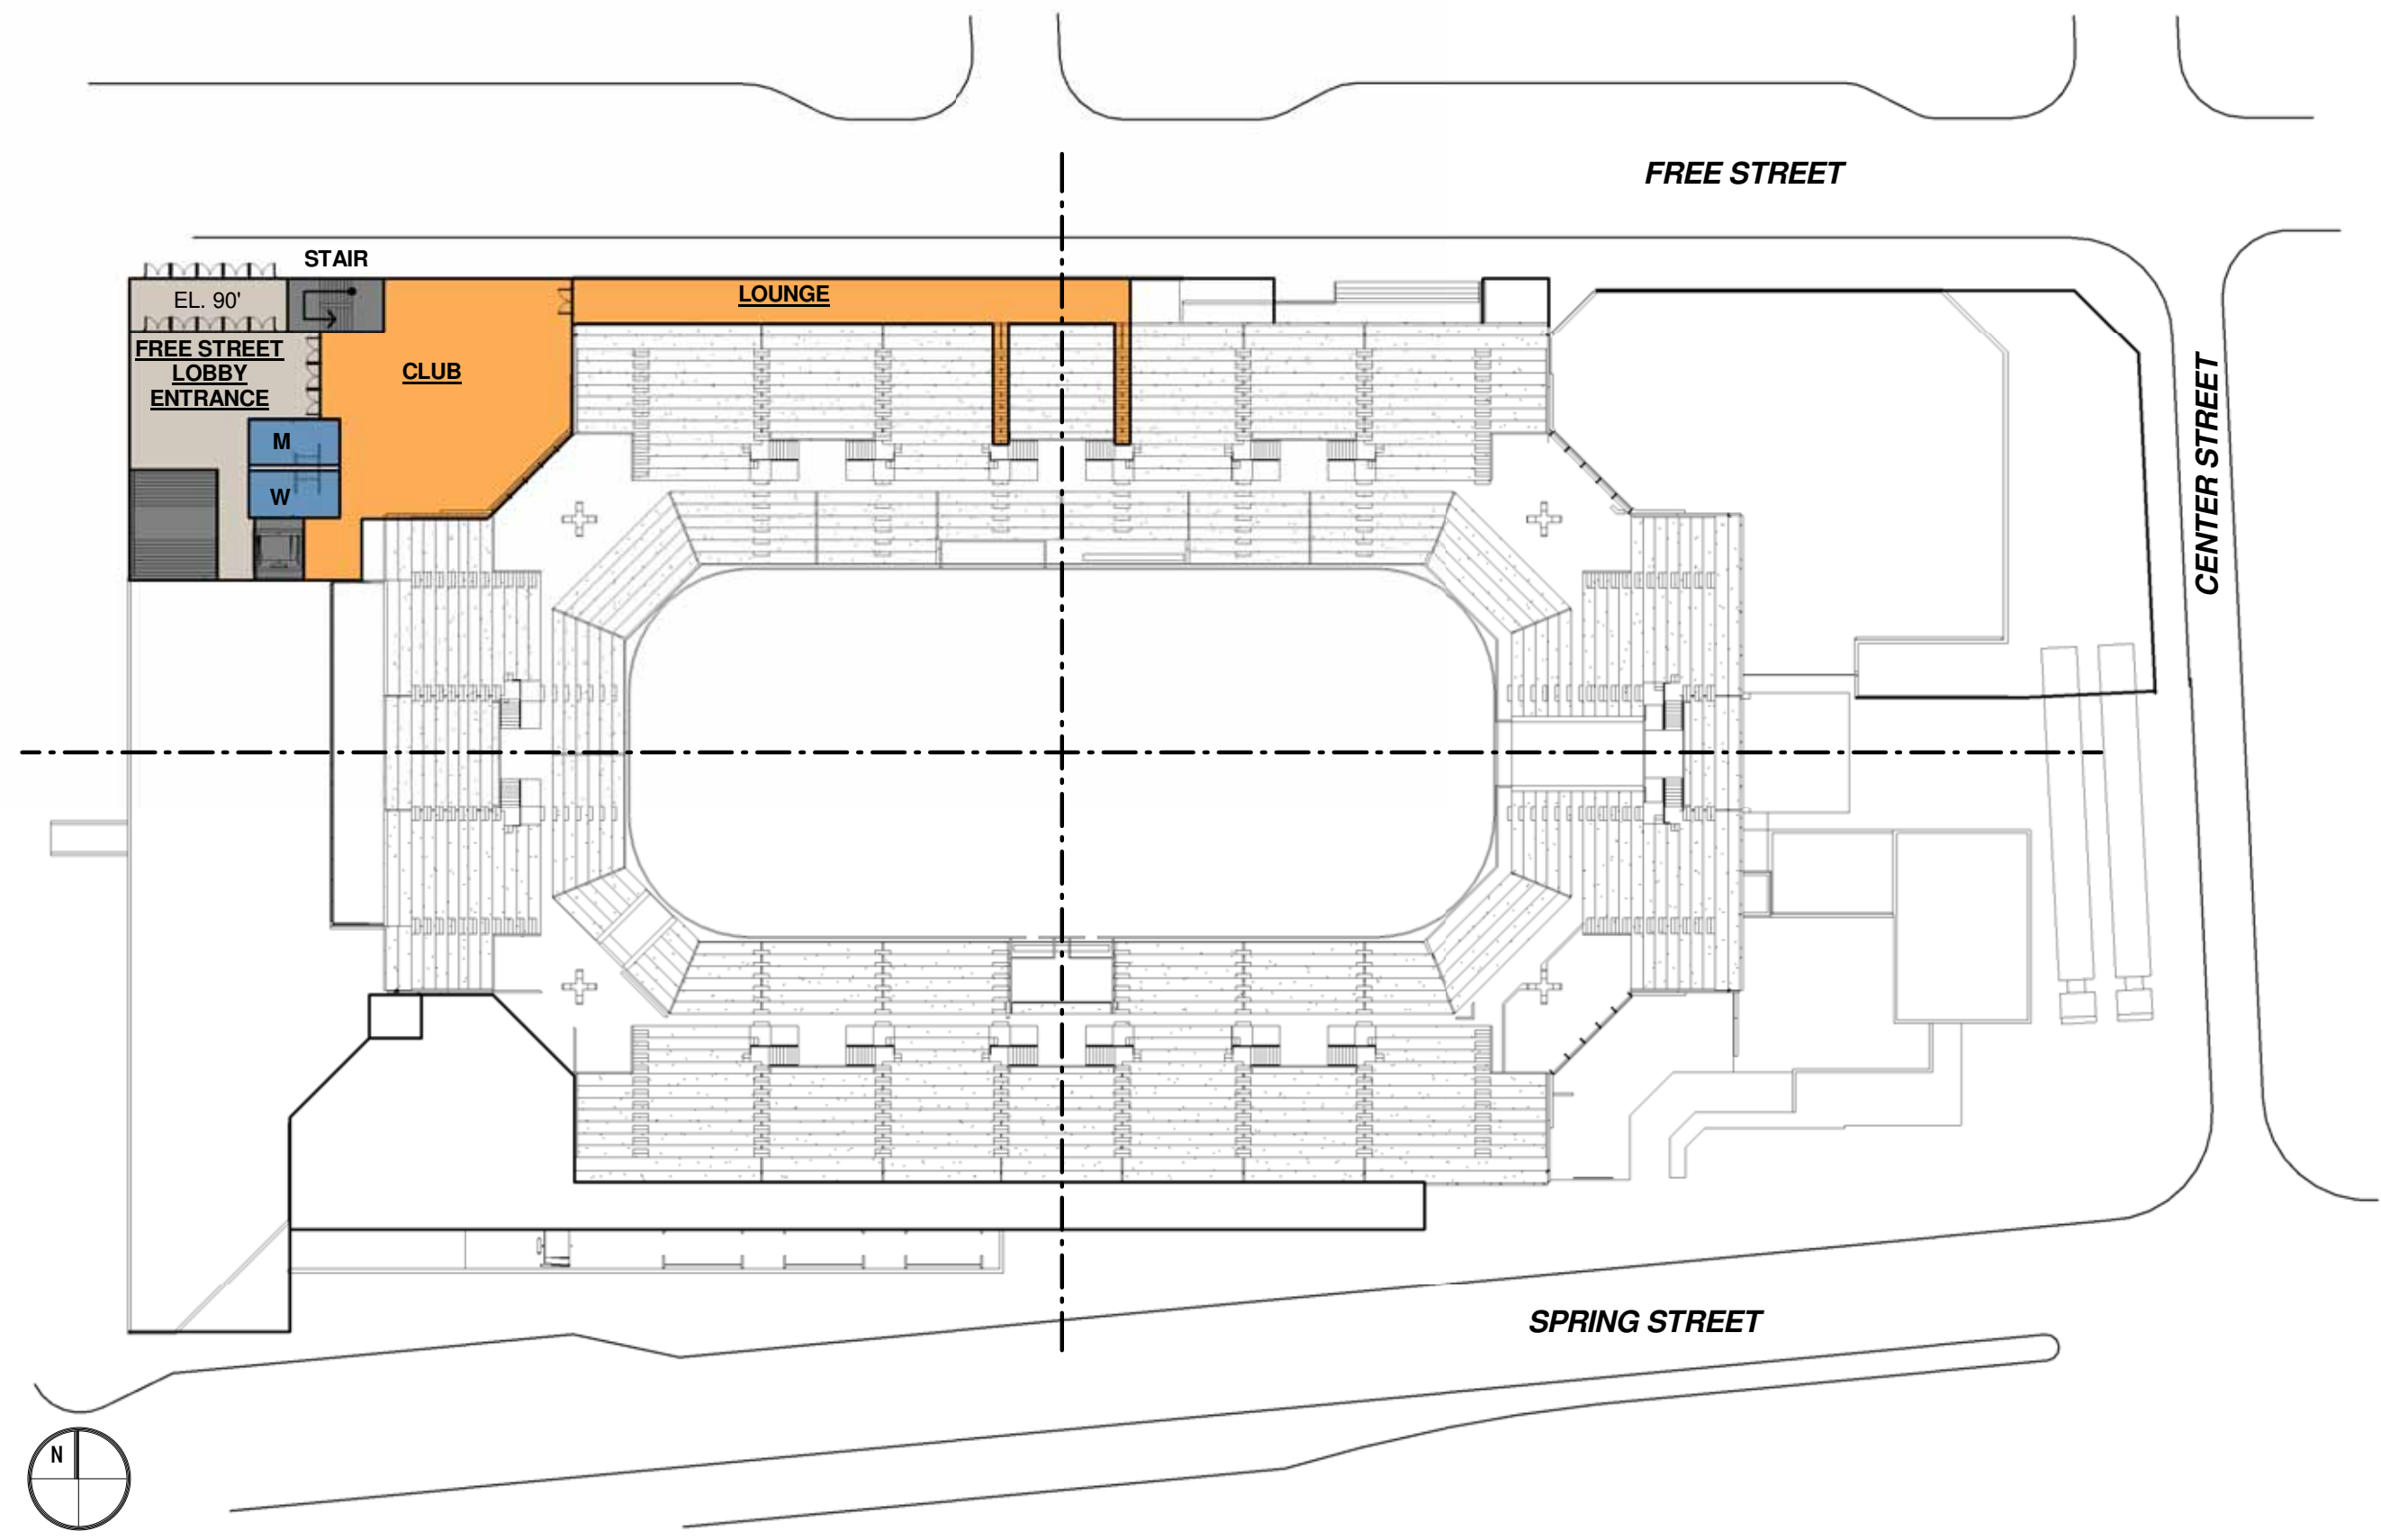 FREE STREET
STAIR
EL. 90'
LOUNGE
FREE STREET
LOBBY
ENTRANCE
CLUB
M
W
CENTER STREET
SPRING STREET
N